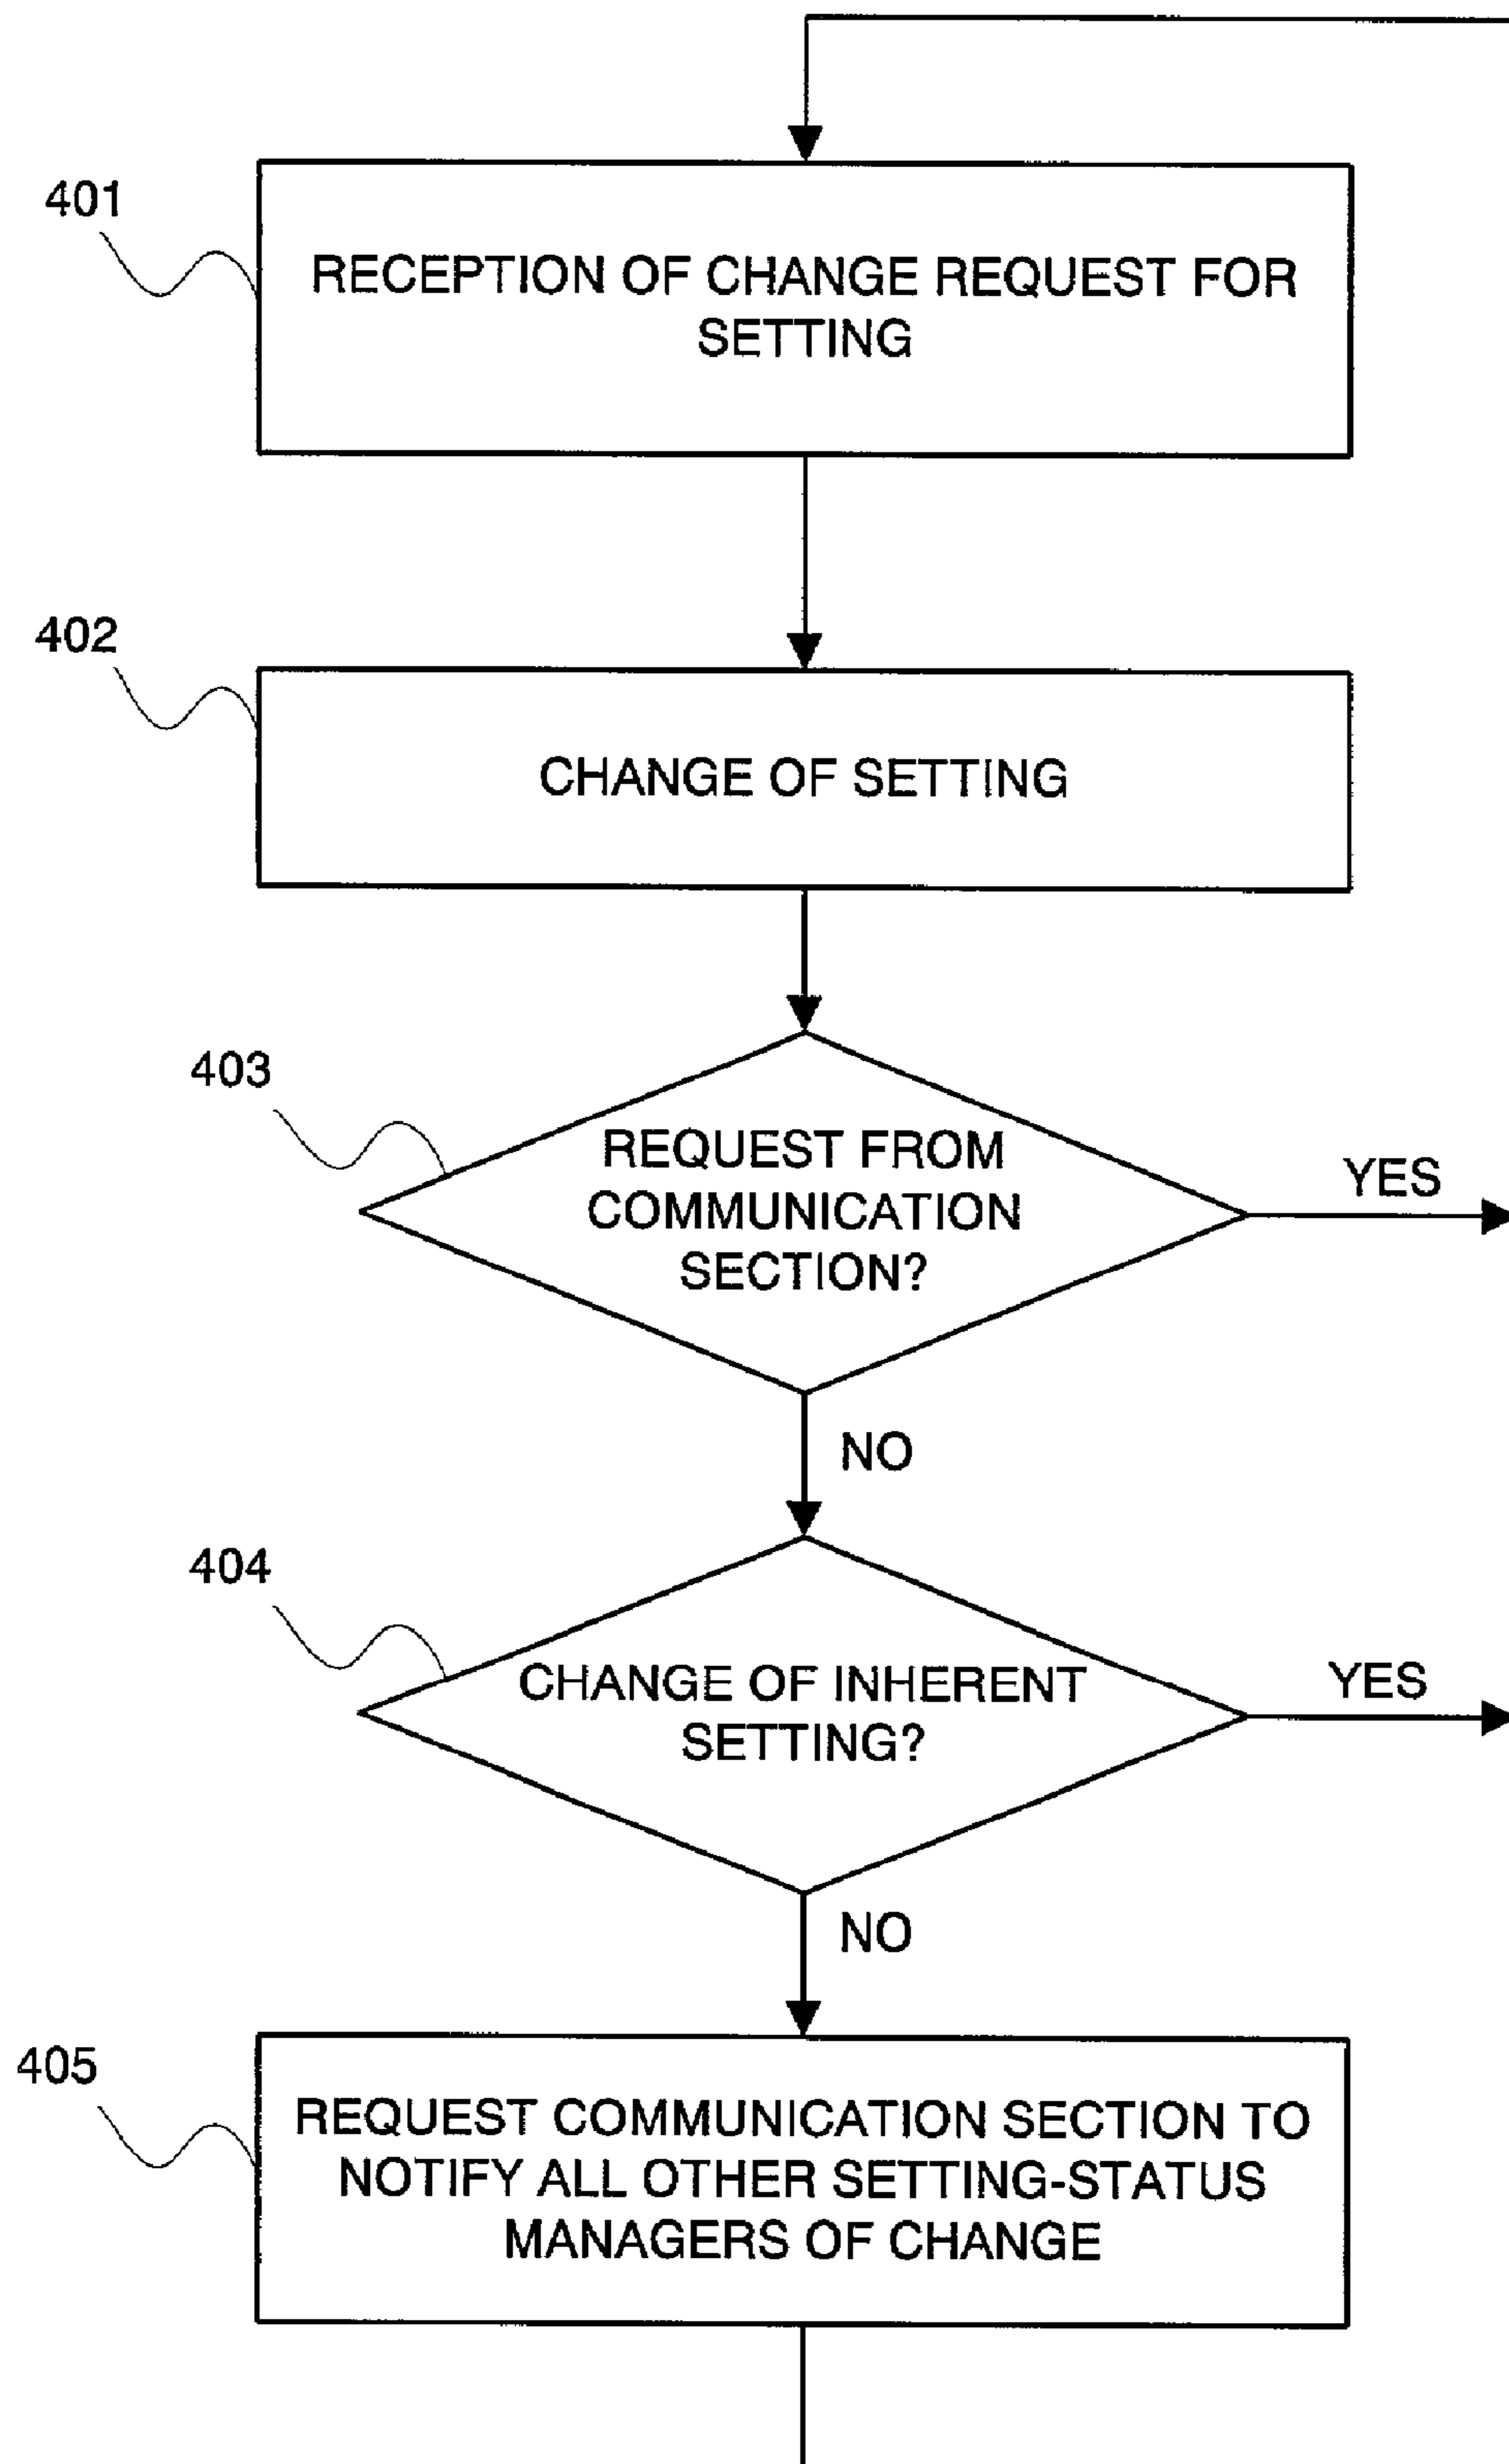 401
RECEPTION OF CHANGE REQUEST FOR
SETTING
402
CHANGE OF SETTING
403
REQUEST FROM
COMMUNICATION
SECTION?
YES
NO
404
CHANGE OF INHERENT
SETTING?
YES
NO
405
REQUEST COMMUNICATION SECTION TO
NOTIFY ALL OTHER SETTING-STATUS
MANAGERS OF CHANGE